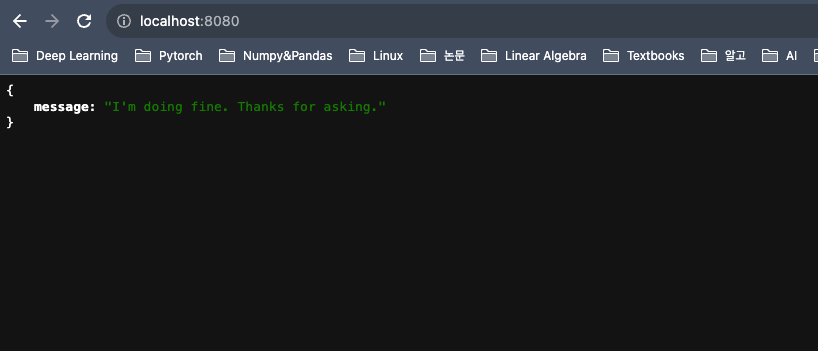 localhost:8080
Deep Learning Pytorch Numpy&Pandas Linux 논문 Linear Algebra Textbooks 알고 AI
{
message: "I'm doing fine. Thanks for asking."
}